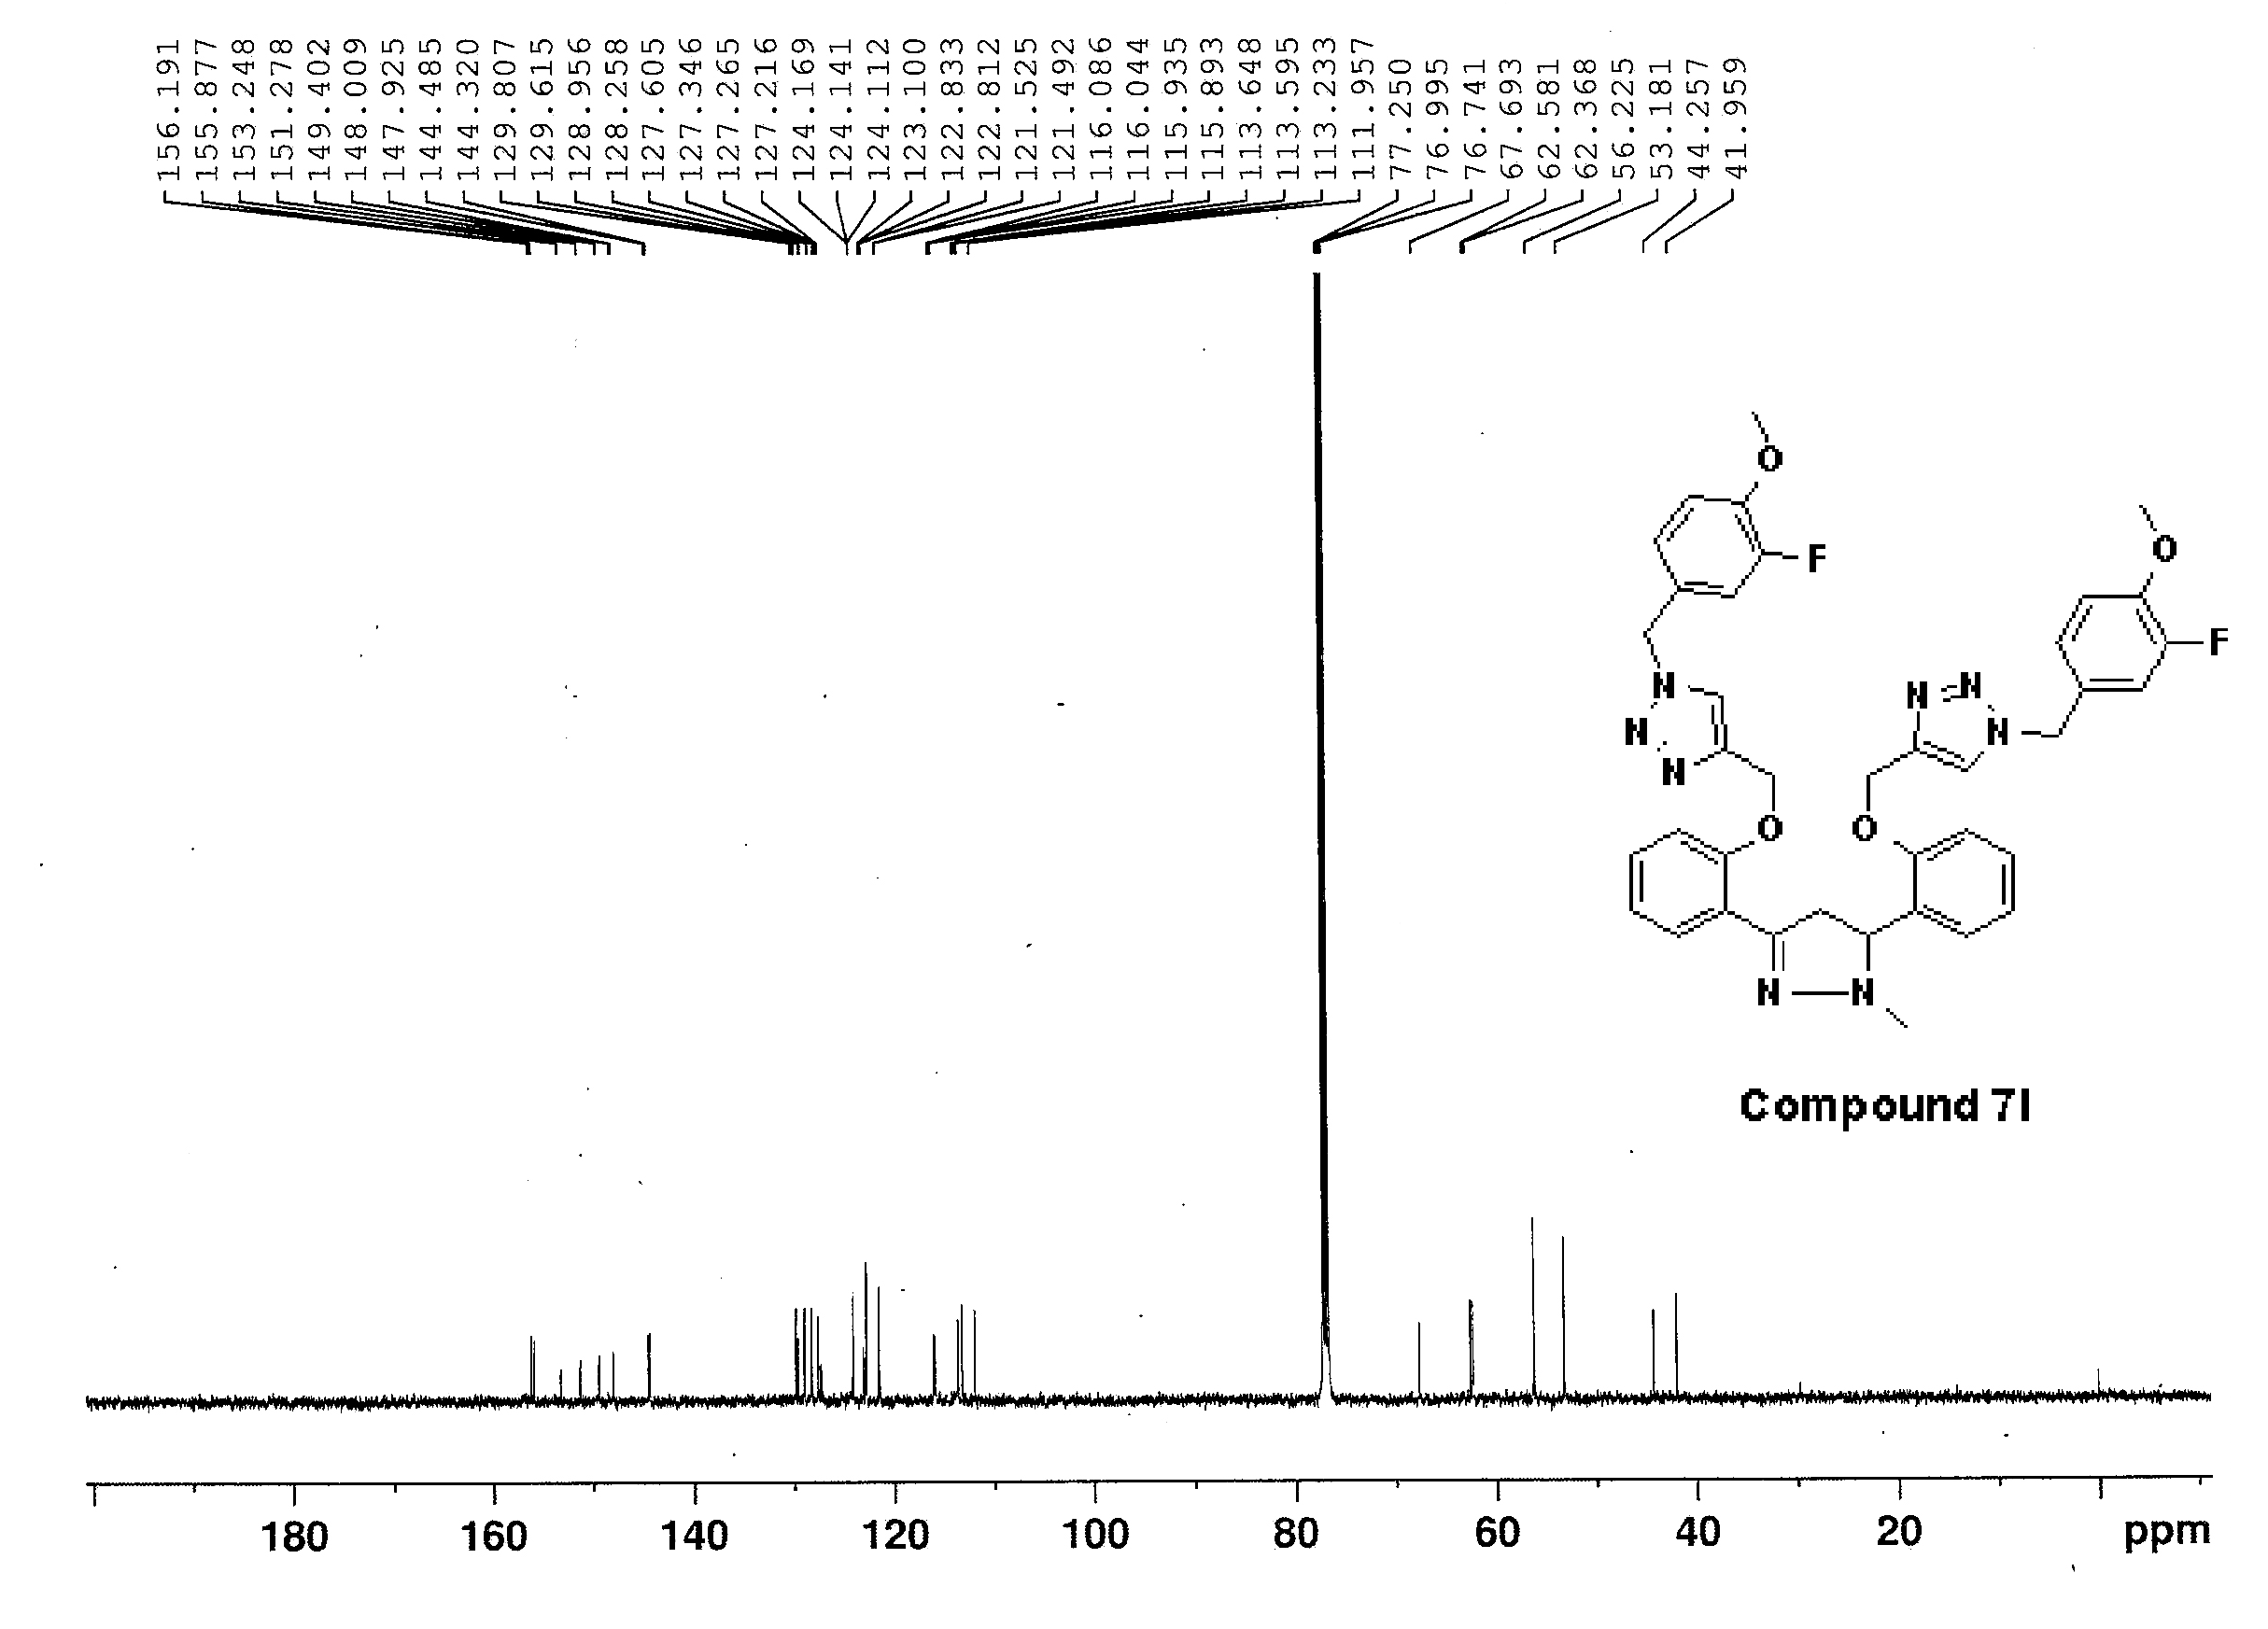 156.191
155.877
153.248
151.278
149.402
148.009
147.925
144.485
144.320
129.807
129.615
128.956
128.258
127.605
127.346
127.265
127.216
124.169
124.141
124.112
123.100
122.833
122.812
121.525
121.492
116.086
116.044
115.935
115.893
113.648
113.595
113.233
111.957
77.250
76.995
76.741
67.693
62.581
62.368
56.225
53.181
44.257
41.959
O
F
O
F
N
N
N
N
N
N
O
O
N
N
Compound 7l
180 160 140 120 100 80 60 40 20 ppm